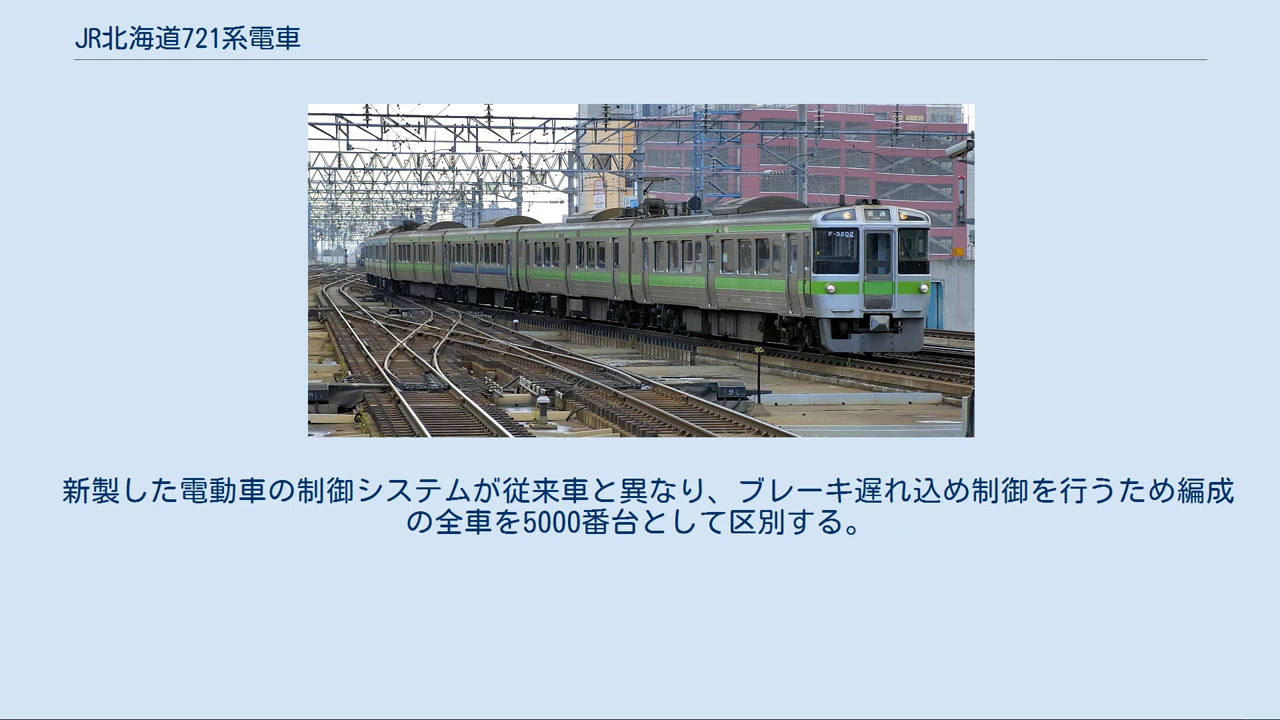 JR北海道721系電車
F-5202
新製した電動車の制御システムが従来車と異なり、ブレーキ遅れ込め制御を行うため編成
の全車を5000番台として区別する。